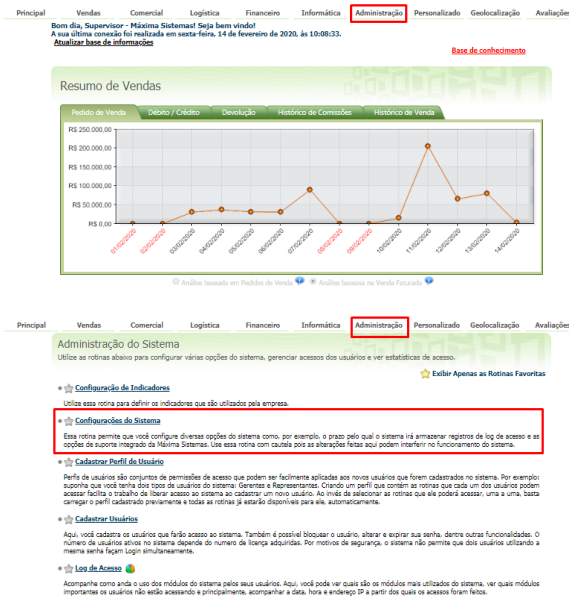 Principal Vendas Comercial Logística Financeiro Informática Administração Personalizado Geolocalização Avaliações
Bom dia, Supervisor - Máxima Sistemas! Seja bem vindo!
A sua última conexão foi realizada em sexta-feira, 14 de fevereiro de 2020, às 10:08:33.
Atualizar base de informações
Base de conhecimento
Resumo de Vendas
Pedido de Venda Débito / Crédito Devolução Histórico de Comissões Histórico de Venda
R$ 250.000,00
R$ 200.000,00
R$ 150.000,00
R$ 100.000,00
R$ 50.000,00
R$ 0,00
01/02/2020 02/02/2020 03/02/2020 04/02/2020 05/02/2020 06/02/2020 07/02/2020 08/02/2020 09/02/2020 10/02/2020 11/02/2020 12/02/2020 13/02/2020 14/02/2020
Análise baseada em Pedidos de Venda Análise baseada na Venda Faturada
Principal Vendas Comercial Logística Financeiro Informática Administração Personalizado Geolocalização Avaliações
Administração do Sistema
Utilize as rotinas abaixo para configurar várias opções do sistema, gerenciar acessos dos usuários e ver estatísticas de acesso.
Exibir Apenas as Rotinas Favoritas
Configuração de Indicadores
Utilize essa rotina para definir os indicadores que são utilizados pela empresa.
Configurações do Sistema
Essa rotina permite que você configure diversas opções do sistema como, por exemplo, o prazo pelo qual o sistema irá armazenar registros de log de acesso e as
opções de suporte integrado da Máxima Sistemas. Use essa rotina com cautela pois as alterações feitas aqui podem interferir no funcionamento do sistema.
Cadastrar Perfil de Usuário
Perfis de usuários são conjuntos de permissões de acesso que podem ser facilmente aplicadas aos novos usuários que forem cadastrados no sistema. Por exemplo:
suponha que você tenha dois tipos de usuários do sistema: Gerentes e Representantes. Criando um perfil que contém as rotinas que cada um dos usuários podem
acessar facilita o trabalho de liberar acesso ao sistema ao cadastrar um novo usuário. Ao invés de selecionar as rotinas que ele poderá acessar, uma a uma, basta
carregar o perfil cadastrado previamente e todas as rotinas já estarão disponíveis para ele, automaticamente.
Cadastrar Usuários
Aqui, você cadastra os usuários que farão acesso ao sistema. Também é possível bloquear o usuário, alterar e expirar sua senha, dentre outras funcionalidades. O
número de usuários ativos no sistema depende do numero de licença adquiridas. Por motivos de segurança, o sistema não permite que dois usuários utilizando a
mesma senha façam Login simultaneamente.
Log de Acesso
Acompanhe como anda o uso dos módulos do sistema pelos seus usuários. Aqui, você pode ver quais são os módulos mais utilizados do sistema, ver quais módulos
importantes os usuários não estão acessando e principalmente, acompanhar a data, hora e endereço IP a partir dos quais os acessos foram feitos.